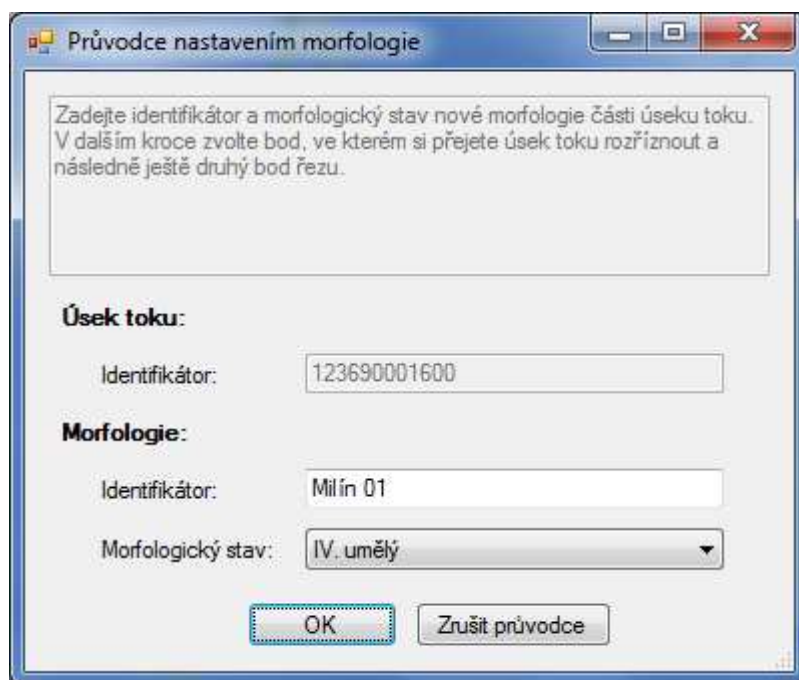 Průvodce nastavením morfologie
Zadejte identifikátor a morfologický stav nové morfologie části úseku toku.
V dalším kroce zvolte bod, ve kterém si přejete úsek toku rozříznout a
následně ještě druhý bod řezu.
Úsek toku:
Identifikátor: 123690001600
Morfologie:
Identifikátor: Milín 01
Morfologický stav: IV. umělý
OK Zrušit průvodce